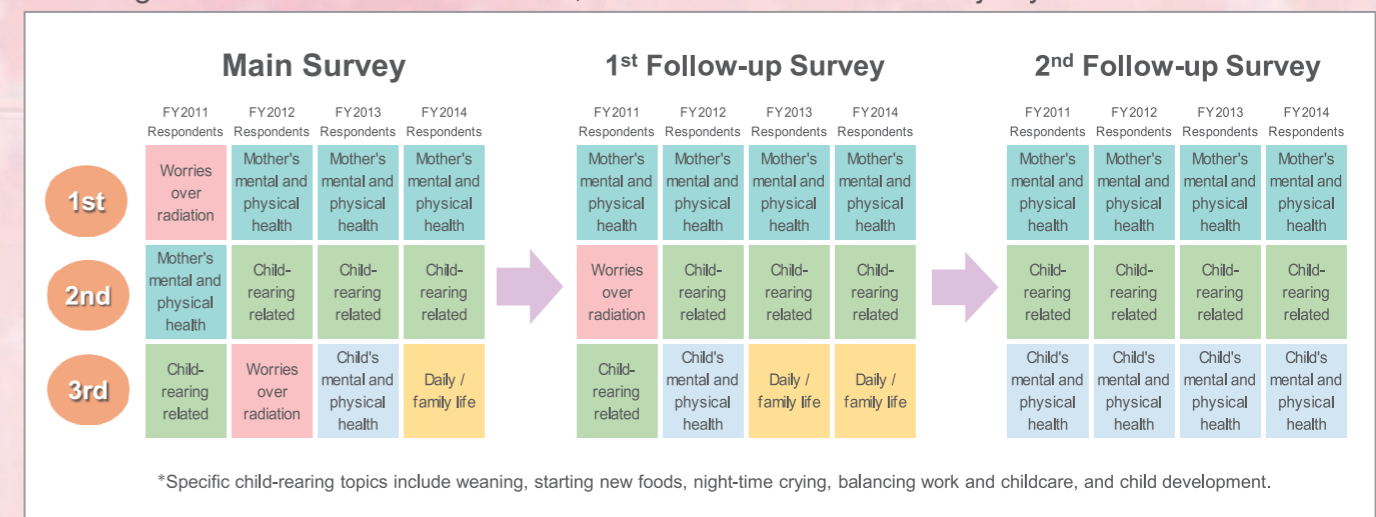 Main Survey
1st Follow-up Survey
2nd Follow-up Survey
FY2011 FY2012 FY2013 FY2014 FY2011 FY2012 FY2013 FY2014 FY2011 FY2012 FY2013 FY2014
Respondents Respondents Respondents Respondents Respondents Respondents Respondents Respondents Respondents Respondents Respondents Respondents
1st
Worries
over
radiation
Mother's
mental and
physical
health
Mother's
mental and
physical
health
Mother's
mental and
physical
health
Mother's
mental and
physical
health
Mother's
mental and
physical
health
Mother's
mental and
physical
health
Mother's
mental and
physical
health
Mother's
mental and
physical
health
Mother's
mental and
physical
health
Mother's
mental and
physical
health
Mother's
mental and
physical
health
2nd
Mother's
mental and
physical
health
Child-
rearing
related
Child-
rearing
related
Child-
rearing
related
Worries
over
radiation
Child-
rearing
related
Child-
rearing
related
Child-
rearing
related
Child-
rearing
related
Child-
rearing
related
Child-
rearing
related
Child-
rearing
related
3rd
Child-
rearing
related
Worries
over
radiation
Child's
mental and
physical
health
Daily /
family life
Child-
rearing
related
Child's
mental and
physical
health
Daily /
family life
Daily /
family life
Child's
mental and
physical
health
Child's
mental and
physical
health
Child's
mental and
physical
health
Child's
mental and
physical
health
*Specific child-rearing topics include weaning, starting new foods, night-time crying, balancing work and childcare, and child development.